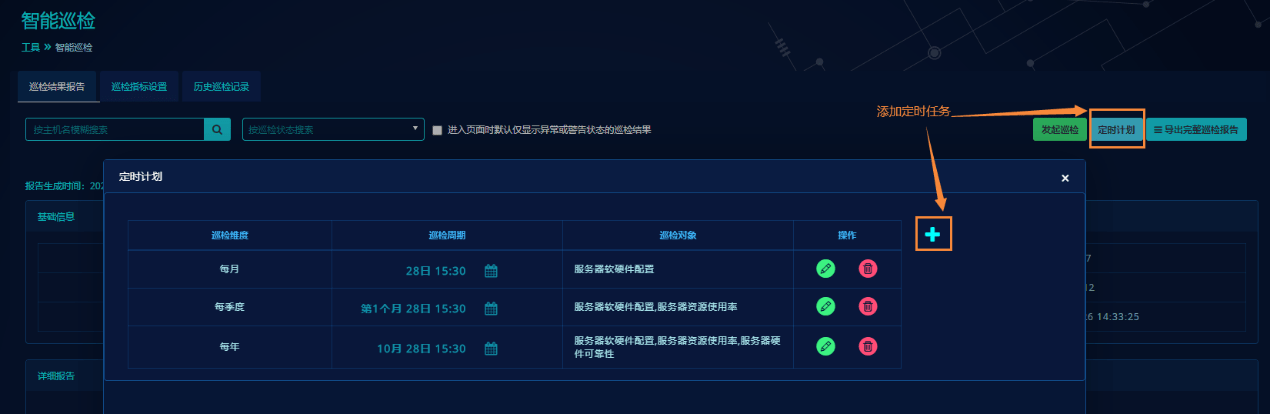 智能巡检
工具 » 智能巡检
巡检结果报告 巡检指标设置 历史巡检记录
添加定时任务
按主机名模糊搜索 按巡检状态搜索 进入页面时默认仅显示异常或警告状态的巡检结果 发起巡检 定时计划 导出完整巡检报告
定时计划 ×
报告生成时间: 202
基础信息
巡检维度 巡检周期 巡检对象 操作
每月 28日 15:30 服务器软硬件配置
每季度 第1个月 28日 15:30 服务器软硬件配置,服务器资源使用率
每年 10月 28日 15:30 服务器软硬件配置,服务器资源使用率,服务器硬
件可靠性
7
12
14:33:25
详细报告